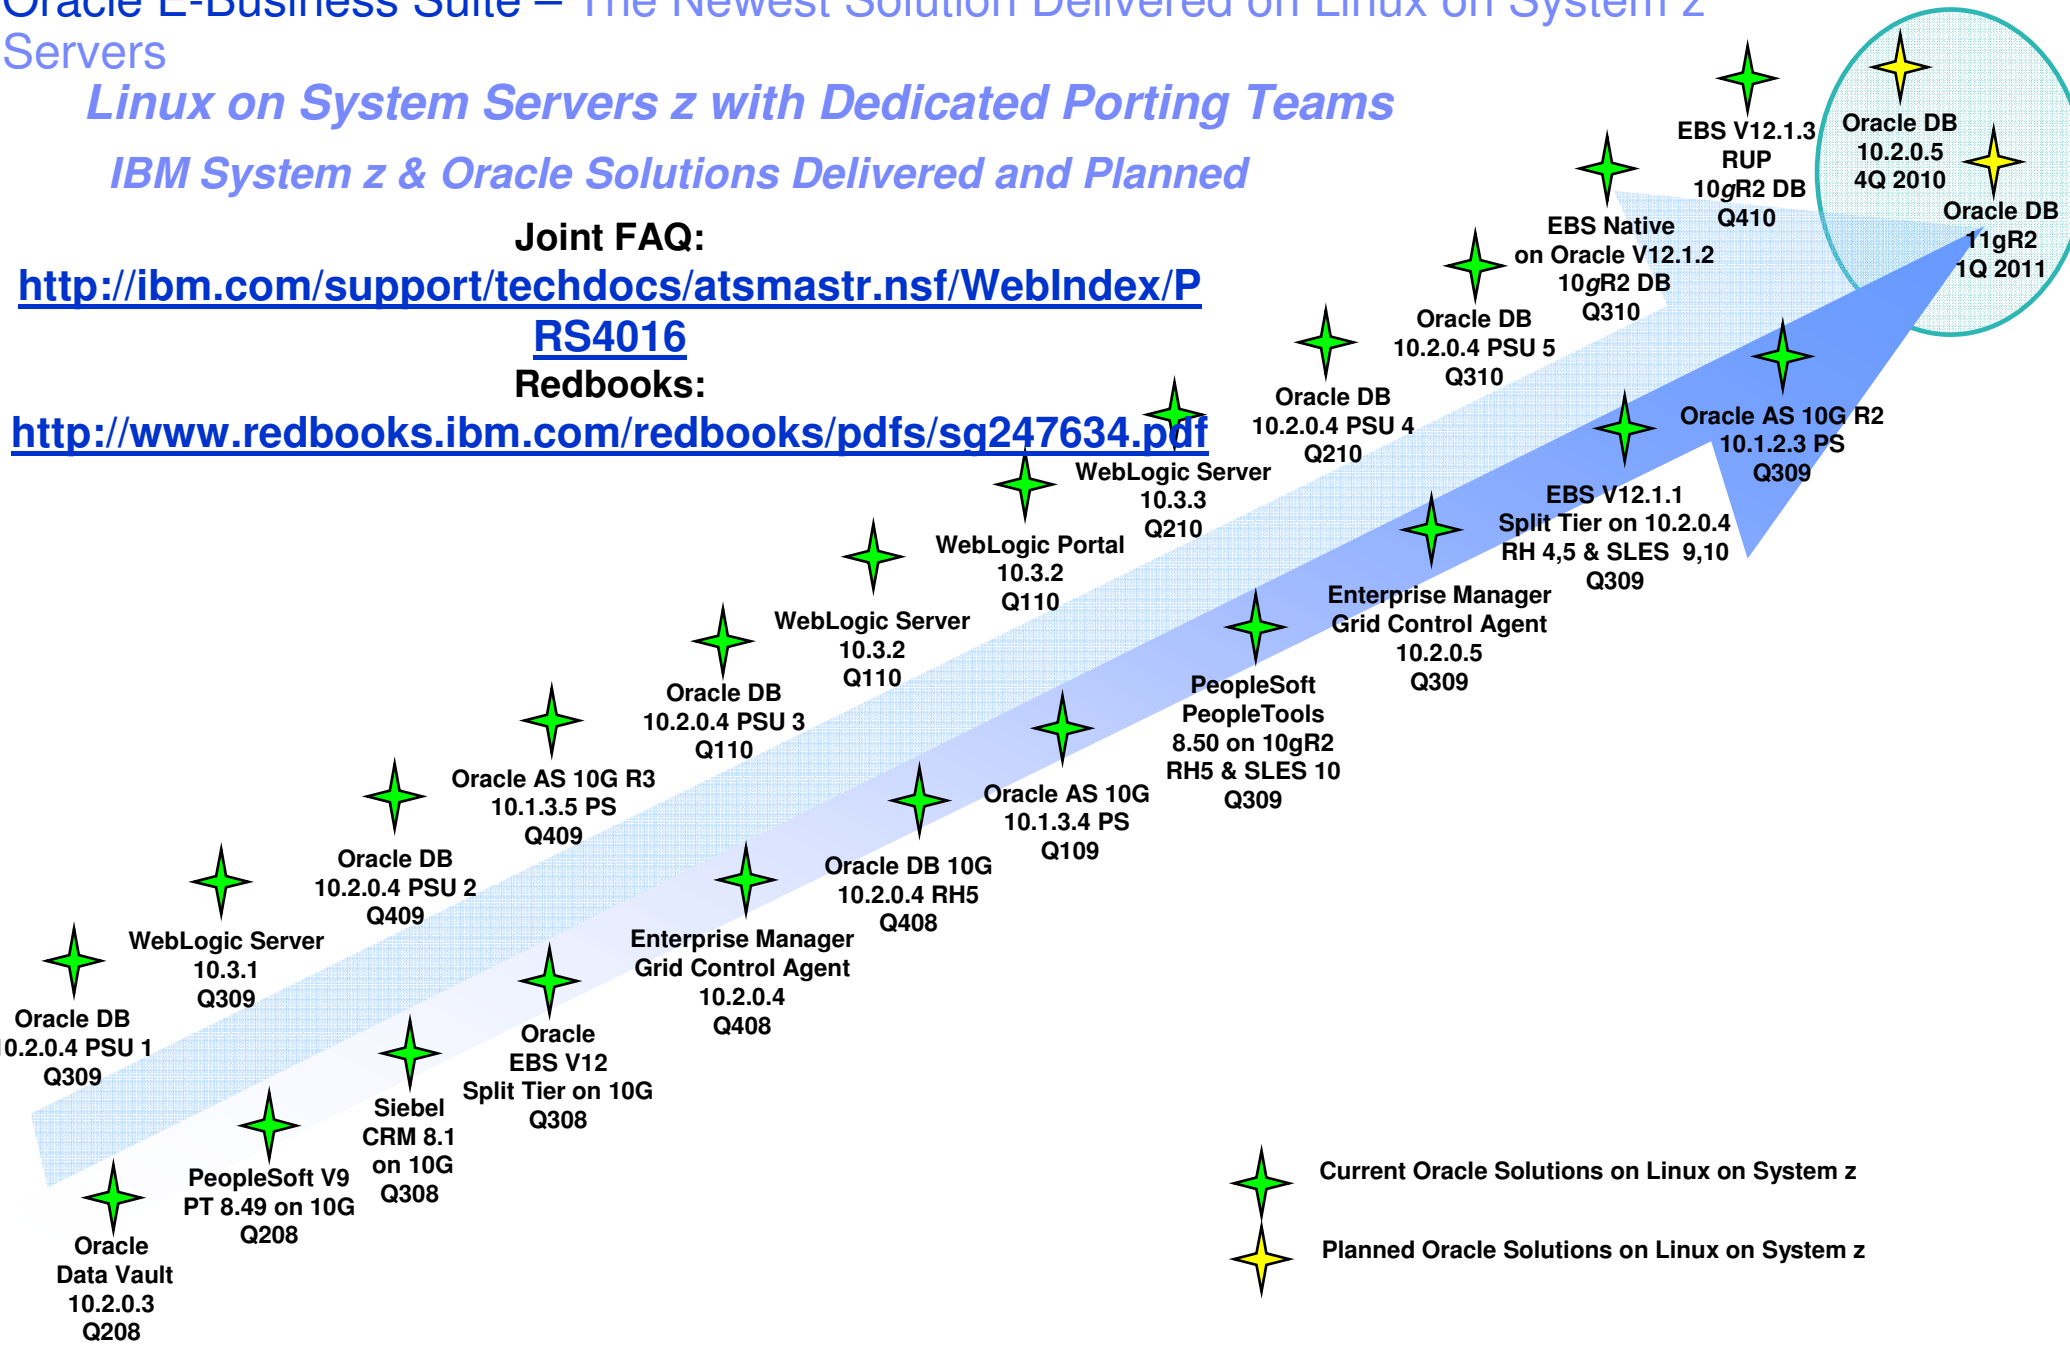 Oracle E-Business Suite – The Newest Solution Delivered on Linux on System z
Servers
Linux on System Servers z with Dedicated Porting Teams
IBM System z & Oracle Solutions Delivered and Planned
Joint FAQ:
http://ibm.com/support/techdocs/atsmastr.nsf/WebIndex/P
RS4016
Redbooks:
http://www.redbooks.ibm.com/redbooks/pdfs/sg247634.pdf
Oracle DB
10.2.0.4 PSU 1
Q309
WebLogic Server
10.3.1
Q309
Oracle DB
10.2.0.4 PSU 2
Q409
Oracle AS 10G R3
10.1.3.5 PS
Q409
Oracle DB
10.2.0.4 PSU 3
Q110
WebLogic Server
10.3.2
Q110
WebLogic Portal
10.3.2
Q110
WebLogic Server
10.3.3
Q210
Oracle DB
10.2.0.4 PSU 4
Q210
Oracle DB
10.2.0.4 PSU 5
Q310
EBS Native
on Oracle V12.1.2
10gR2 DB
Q310
EBS V12.1.3
RUP
10gR2 DB
Q410
Oracle DB
10.2.0.5
4Q 2010
Oracle DB
11gR2
1Q 2011
Oracle
Data Vault
10.2.0.3
Q208
PeopleSoft V9
PT 8.49 on 10G
Q208
Siebel
CRM 8.1
on 10G
Q308
Oracle
EBS V12
Split Tier on 10G
Q308
Enterprise Manager
Grid Control Agent
10.2.0.4
Q408
Oracle DB 10G
10.2.0.4 RH5
Q408
Oracle AS 10G
10.1.3.4 PS
Q109
PeopleSoft
PeopleTools
8.50 on 10gR2
RH5 & SLES 10
Q309
Enterprise Manager
Grid Control Agent
10.2.0.5
Q309
EBS V12.1.1
Split Tier on 10.2.0.4
RH 4,5 & SLES 9,10
Q309
Oracle AS 10G R2
10.1.2.3 PS
Q309
Current Oracle Solutions on Linux on System z
Planned Oracle Solutions on Linux on System z